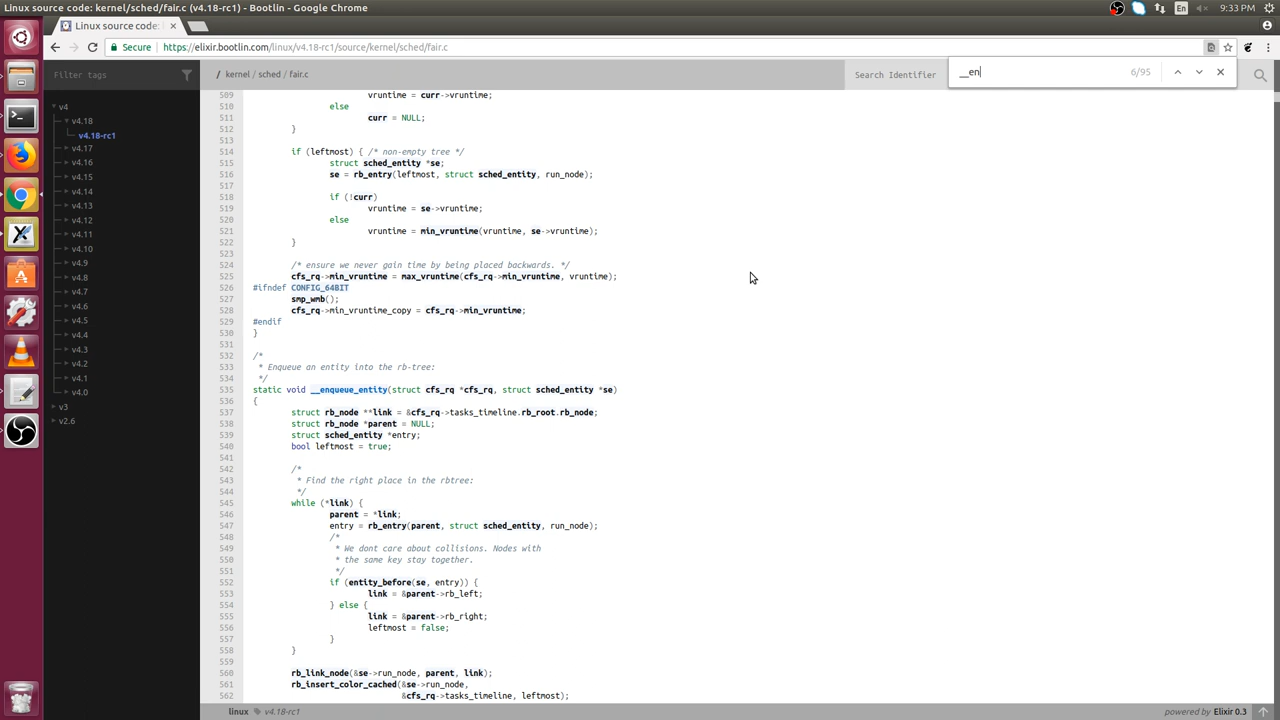 Linux source code: kernel/sched/fair.c (v4.18-rc1) - Bootlin - Google Chrome
En
9:33 PM
Linux source code:
Secure
https://elixir.bootlin.com/linux/v4.18-rc1/source/kernel/sched/fair.c
Filter tags
/ kernel / sched / fair.c
Search Identifier
__en
6/95
v4
v4.18
v4.18-rc1
v4.17
v4.16
v4.15
v4.14
v4.13
v4.12
v4.11
v4.10
v4.9
v4.8
v4.7
v4.6
v4.5
v4.4
v4.3
v4.2
v4.1
v4.0
v3
v2.6
509 vruntime = curr->vruntime;
510 else
511 curr = NULL;
512 }
513
514 if (leftmost) { /* non-empty tree */
515 struct sched_entity *se;
516 se = rb_entry(leftmost, struct sched_entity, run_node);
517
518 if (!curr)
519 vruntime = se->vruntime;
520 else
521 vruntime = min_vruntime(vruntime, se->vruntime);
522 }
523
524 /* ensure we never gain time by being placed backwards. */
525 cfs_rq->min_vruntime = max_vruntime(cfs_rq->min_vruntime, vruntime);
526 #ifndef CONFIG_64BIT
527 smp_wmb();
528 cfs_rq->min_vruntime_copy = cfs_rq->min_vruntime;
529 #endif
530 }
531
532 /*
533 * Enqueue an entity into the rb-tree:
534 */
535 static void __enqueue_entity(struct cfs_rq *cfs_rq, struct sched_entity *se)
536 {
537 struct rb_node **link = &cfs_rq->tasks_timeline.rb_root.rb_node;
538 struct rb_node *parent = NULL;
539 struct sched_entity *entry;
540 bool leftmost = true;
541
542 /*
543 * Find the right place in the rbtree:
544 */
545 while (*link) {
546 parent = *link;
547 entry = rb_entry(parent, struct sched_entity, run_node);
548 /*
549 * We dont care about collisions. Nodes with
550 * the same key stay together.
551 */
552 if (entity_before(se, entry)) {
553 link = &parent->rb_left;
554 } else {
555 link = &parent->rb_right;
556 leftmost = false;
557 }
558 }
559
560 rb_link_node(&se->run_node, parent, link);
561 rb_insert_color_cached(&se->run_node,
562 &cfs_rq->tasks_timeline, leftmost);
linux v4.18-rc1
powered by Elixir 0.3